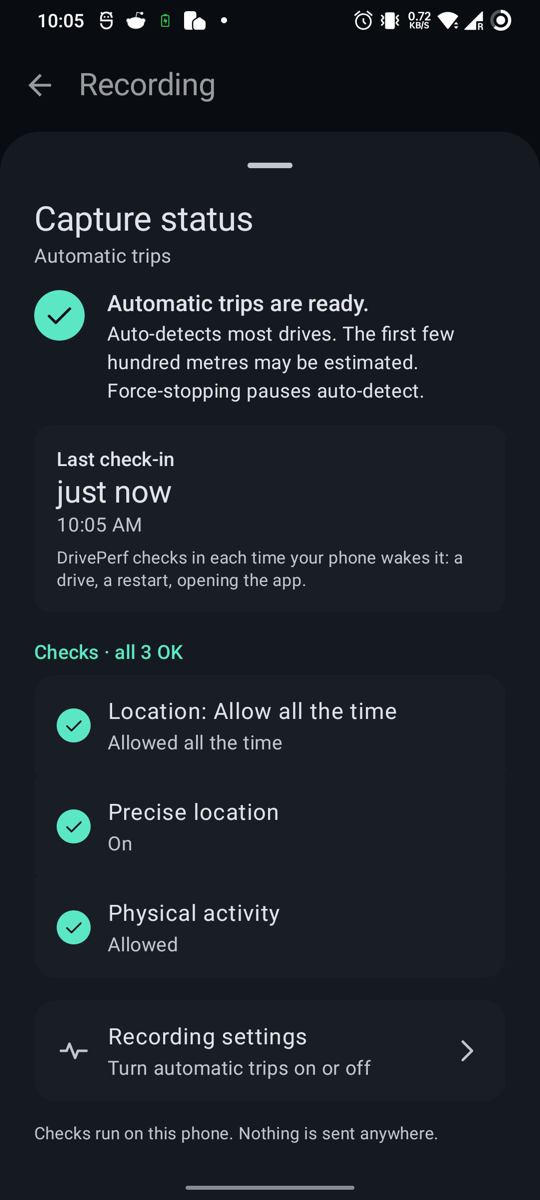 10:05
0.72
KB/S
R
Recording
Capture status
Automatic trips
Automatic trips are ready.
Auto-detects most drives. The first few
hundred metres may be estimated.
Force-stopping pauses auto-detect.
Last check-in
just now
10:05 AM
DrivePerf checks in each time your phone wakes it: a
drive, a restart, opening the app.
Checks · all 3 OK
Location: Allow all the time
Allowed all the time
Precise location
On
Physical activity
Allowed
Recording settings
Turn automatic trips on or off
Checks run on this phone. Nothing is sent anywhere.